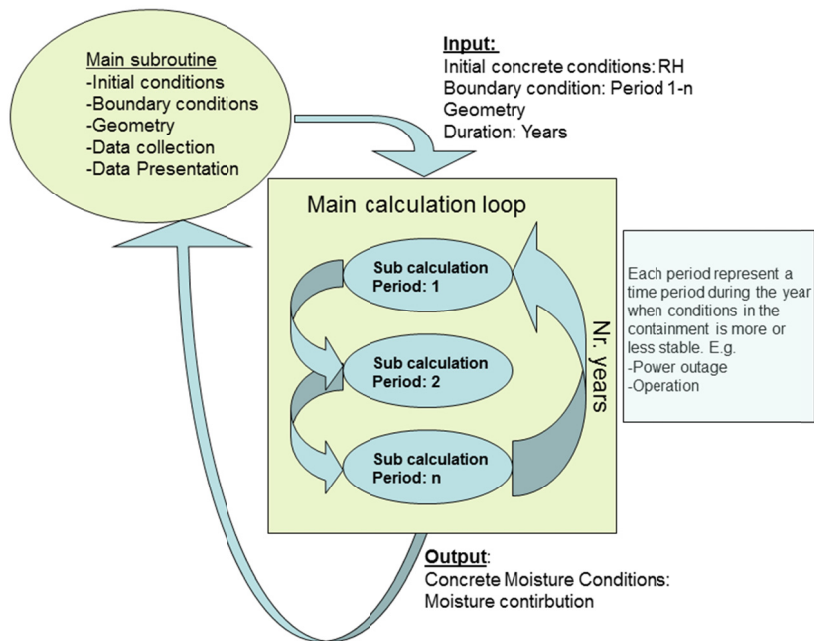 Main subroutine
-Initial conditions
-Boundary conditions
-Geometry
-Data collection
-Data Presentation
Input:
Initial concrete conditions: RH
Boundary condition: Period 1-n
Geometry
Duration: Years
Main calculation loop
Sub calculation
Period: 1
Sub calculation
Period: 2
Sub calculation
Period: n
Nr. years
Each period represent a
time period during the year
when conditions in the
containment is more or
less stable. E.g.
-Power outage
-Operation
Output:
Concrete Moisture Conditions:
Moisture contirbution